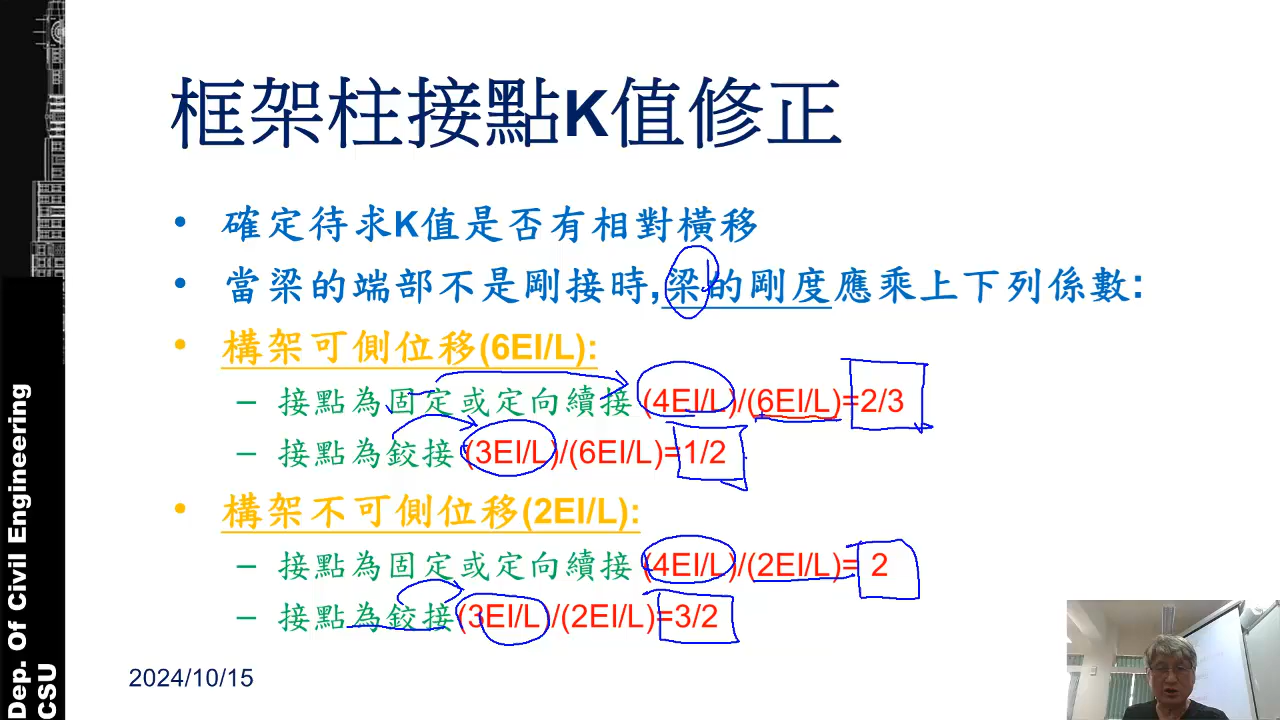 框架柱接點K值修正
• 確定待求K值是否有相對橫移
• 當梁的端部不是剛接時,梁的剛度應乘上下列係數:
• 構架可側位移(6EI/L):
– 接點為固定或定向續接 (4EI/L)/(6EI/L)=2/3
– 接點為鉸接 (3EI/L)/(6EI/L)=1/2
• 構架不可側位移(2EI/L):
– 接點為固定或定向續接 (4EI/L)/(2EI/L)= 2
– 接點為鉸接(3EI/L)/(2EI/L)=3/2
2024/10/15
Dep. Of Civil Engineering
CSU